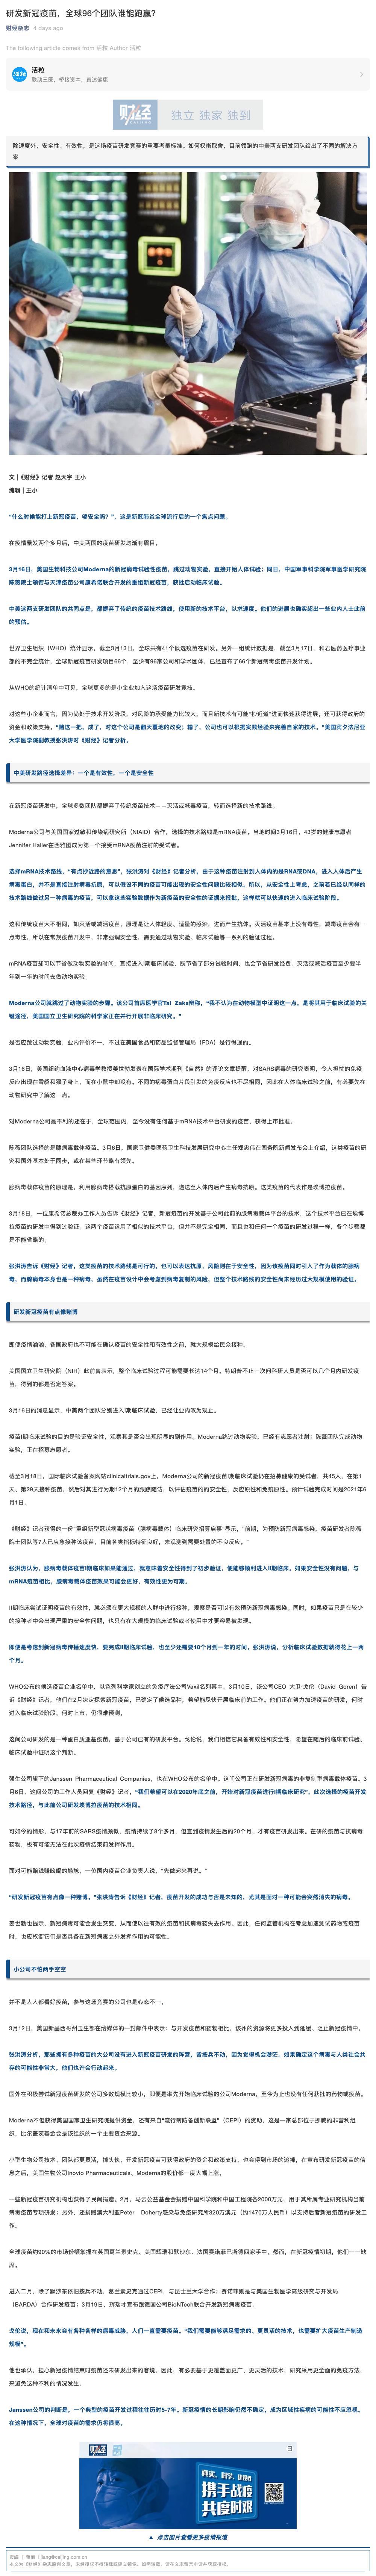 研发新冠疫苗，全球96个团队谁能跑赢?
财经杂志 4 days ago
The following article comes from 活粒 Author 活粒
活粒
联动三医，桥接资本，直达健康
财经
独立 独家 独到
除速度外，安全性、有效性，是这场疫苗研发竞赛的重要考量标准。如何权衡取舍，目前领跑的中美两支研发团队给出了不同的解决方
案
文 |《财经》记者 赵天宇 王小
编辑 | 王小
“什么时候能打上新冠疫苗，够安全吗？”，这是新冠肺炎全球流行后的一个焦点问题。
在疫情暴发两个多月后，中美两国的疫苗研发均渐有眉目。
3月16日，美国生物科技公司Moderna的新冠病毒试验性疫苗，跳过动物实验，直接开始人体试验；同日，中国军事科学院军事医学研究院
陈薇院士领衔与天津疫苗公司康希诺联合开发的重组新冠疫苗，获批启动临床试验。
中美这两支研发团队的共同点是，都摒弃了传统的疫苗技术路线，使用新的技术平台，以求速度。他们的进展也确实超出一些业内人士此前
的预估。
世界卫生组织（WHO）统计显示，截至3月13日，全球共有41个候选疫苗在研发。另外一组统计数据是，截至3月17日，和君医药医疗事业
部的不完全统计，全球新冠疫苗研发项目66个，至少有96家公司和学术团体，已经宣布了66个新冠病毒疫苗开发计划。
从WHO的统计清单中可见，全球更多的是小企业加入这场疫苗研发竞技。
对这些小企业而言，因为尚处于技术开发阶段，对风险的承受能力比较大，而且新技术有可能“抄近道”进而快速获得进展，还可获得政府的
资金和政策支持。“赌这一把，成了，对这个公司是翻天覆地的改变；输了，公司也可以根据实践经验来完善自家的技术。”美国宾夕法尼亚
大学医学院副教授张洪涛对《财经》记者分析。
中美研发路径选择差异：一个是有效性，一个是安全性
在新冠疫苗研发中，全球多数团队都摒弃了传统疫苗技术——灭活或减毒疫苗，转而选择新的技术路线。
Moderna公司与美国国家过敏和传染病研究所（NIAID）合作，选择的技术路线是mRNA疫苗。当地时间3月16日，43岁的健康志愿者
Jennifer Haller在西雅图成为第一个接受mRNA疫苗注射的受试者。
选择mRNA技术路线，“有点抄近路的意思”，张洪涛对《财经》记者分析，由于这种疫苗注射到人体内的是RNA或DNA，进入人体后产生
病毒蛋白，并不是直接注射病毒抗原，可以假设不同的疫苗可能出现的安全性问题比较相似。所以，从安全性上考虑，之前若已经以同样的
技术路线做过另一种病毒的疫苗，可以拿这些实验数据作为新疫苗的安全性的证据来报批，这样就可以快速的进入临床试验阶段。
这和传统疫苗大不相同，如灭活或减活疫苗，原理是让人体轻度、适量的感染，进而产生抗体。灭活疫苗基本上没有毒性，减毒疫苗会有一
点毒性，所以在常规疫苗开发中，非常强调安全性，需要通过动物实验、临床试验等一系列的验证过程。
mRNA疫苗却可以节省做动物实验的时间，直接进入I期临床试验，既节省了部分试验时间，也会节省研发经费。灭活或减活疫苗至少要半
年到一年的时间去做动物实验。
Moderna公司就跳过了动物实验的步骤，该公司首席医学官Tal Zaks辩称，“我不认为在动物模型中证明这一点，是将其用于临床试验的关
键途径，美国国立卫生研究院的科学家正在并行开展非临床研究。”
是否应跳过动物实验，业内评价不一，不过在美国食品和药品监督管理局（FDA）是行得通的。
3月16日，美国纽约血液中心病毒学教授姜世勃发表在国际学术期刊《自然》的评论文章提醒，对SARS病毒的研究表明，令人担忧的免疫
反应出现在雪貂和猴子身上，而在小鼠中却没有。不同的病毒蛋白片段引发的免疫反应也不尽相同，因此在人体临床试验之前，有必要先在
动物研究中了解这一点。
对Moderna公司最不利的还在于，全球范围内，至今没有任何基于mRNA技术平台研发的疫苗，获得上市批准。
陈薇团队选择的是腺病毒载体疫苗。3月6日，国家卫健委医药卫生科技发展研究中心主任郑忠伟在国务院新闻发布会上介绍，这类疫苗的研
究和国外基本处于同步，或在某些环节略有领先。
腺病毒载体疫苗的原理是，利用腺病毒搭载抗原蛋白的基因序列，递送至人体内后产生病毒抗原。这类疫苗的代表作是埃博拉疫苗。
3月18日，一位康希诺总裁办工作人员告诉《财经》记者，新冠疫苗的开发基于公司此前的腺病毒载体平台的技术，这个技术平台已在埃博
拉疫苗的研发中得到过验证。这两个疫苗运用了相似的技术平台，但并不是完全相同，而且也和任何一个疫苗的研发过程一样，各个步骤都
是不能省略的。
张洪涛告诉《财经》记者，这类疫苗的技术路线是可行的，也可以表达抗原，风险则在于安全性，因为该疫苗同时引入了作为载体的腺病
毒，而腺病毒本身也是一种病毒，虽然在疫苗设计中会考虑到病毒复制的风险，但整个技术路线的安全性尚未经历过大规模使用的验证。
研发新冠疫苗有点像赌博
即便疫情汹汹，各国政府也不可能在确认疫苗的安全性和有效性之前，就大规模给民众接种。
美国国立卫生研究院（NIH）此前曾表示，整个临床试验过程可能需要长达14个月。特朗普不止一次问科研人员是否可以几个月内研发疫
苗，得到的都是否定答案。
3月16日的消息显示，中美两个团队分别进入I期临床试验，已经让业内叹为观止。
疫苗I期临床试验的目的是验证安全性，观察其是否会出现明显的副作用。Moderna跳过动物实验，已经有志愿者注射；陈薇团队完成动物
实验，正在招募志愿者。
截至3月18日，国际临床试验备案网站clinicaltrials.gov上，Moderna公司的新冠疫苗I期临床试验仍在招募健康的受试者，共45人，在第1
天、第29天接种疫苗，然后对其进行为期12个月的跟踪随访，以评估疫苗的的安全性，反应原性和免疫原性。预计试验完成时间是2021年6
月1日。
《财经》记者获得的一份“重组新型冠状病毒疫苗（腺病毒载体）临床研究招募启事”显示，“前期，为预防新冠病毒感染，疫苗研发者陈薇
院士团队等7人已应急接种该疫苗，目前各类指标特征良好，未观测到需要处置的不良反应。”
张洪涛认为，腺病毒载体疫苗I期临床如果能通过，就意味着安全性得到了初步验证，便能够顺利进入II期临床。如果安全性没有问题，与
mRNA疫苗相比，腺病毒载体疫苗效果可能会更好，有效性更为可期。
II期临床尝试证明疫苗的有效性，就必须在更大规模的人群中进行接种，观察是否可以有效预防新冠病毒感染。同时，如果疫苗只是在较少
的接种者中会出现严重的安全性问题，也只有在大规模的临床试验或者使用中才更容易被发现。
即便是考虑到新冠病毒传播速度快，要完成II期临床试验，也至少还需要10个月到一年的时间。张洪涛说，分析临床试验数据就得花上一两
个月。
WHO公布的候选疫苗企业名单中，以色列科学家创立的免疫疗法公司Vaxil名列其中。3月10日，该公司CEO 大卫·戈伦（David Goren）告
诉《财经》记者，他们在2月决定探索新冠疫苗，已确定了候选品种，希望能尽快开展临床前的工作。他们正在努力加速疫苗的研发，何时
进入临床试验阶段、何时上市，仍很难预测。
这间公司研发的是一种蛋白质亚基疫苗，基于公司已有的研发平台。戈伦说，我们相信它具备有效性和安全性，希望在随后的临床前试验、
临床试验中证明这个判断。
强生公司旗下的Janssen Pharmaceutical Companies，也在WHO公布的名单中。这间公司正在研发新冠病毒的非复制型病毒载体疫苗。3
月6日，这间公司的工作人员回复《财经》记者，“我们希望可以在2020年底之前，开始对新冠疫苗进行I期临床研究”，此次选择的疫苗开发
技术路径，与此前公司研发埃博拉疫苗的技术相同。
可如今的情形，与17年前的SARS疫情颇似。疫情持续了8个多月，但直到疫情发生后的20个月，才有疫苗研发出来。在研的疫苗与抗病毒
药物，极有可能无法在此次疫情结束前发挥作用。
面对可能赔钱赚吆喝的尴尬，一位国内疫苗企业负责人说，“先做起来再说。”
“研发新冠疫苗有点像一种赌博。”张洪涛告诉《财经》记者，疫苗开发的成功与否是未知的，尤其是面对一种可能会突然消失的病毒。
姜世勃也提示，新冠病毒可能会发生突变，从而使以往有效的疫苗和抗病毒药失去作用。因此，任何监管机构在考虑加速测试药物或疫苗
时，也应权衡它们是否具备在新冠病毒之外发挥作用的可能性。
小公司不怕两手空空
并不是人人都看好疫苗，参与这场竞赛的公司也是心态不一。
3月12日，美国新墨西哥州卫生部在给媒体的一封邮件中表示：与开发疫苗和药物相比，该州的资源将更多投入到延缓、阻止新冠疫情中。
张洪涛分析，那些拥有多种疫苗的大公司没有进入新冠疫苗研发的阵营，皆按兵不动，因为觉得机会渺茫。如果确定这个病毒与人类社会共
存的可能性非常大，他们也许会行动起来。
国外在积极尝试新冠疫苗研发的公司多数规模比较小，即便是率先开始临床试验的公司Moderna，至今为止也没有任何获批的药物或疫苗。
Moderna不但获得美国国家卫生研究院提供资金，还有来自“流行病防备创新联盟”（CEPI）的资助，这是一家总部位于挪威的非营利组
织，比尔盖茨基金会是该组织的一个主要资金来源。
小型生物公司技术、团队都更灵活，掉头快，开发新冠疫苗可获得政府的资金和政策支持，也会得到市场的追捧，在宣布研发新冠疫苗的信
息之后，美国生物公司Inovio Pharmaceuticals、Moderna的股价都一度大幅上涨。
一些新冠疫苗研究机构也获得了民间捐赠。2月，马云公益基金会捐赠中国科学院和中国工程院各2000万元，用于其所属专业研究机构当前
病毒疫苗专项研发；另外，还捐赠澳大利亚Peter Doherty感染与免疫研究所320万澳元（约1470万人民币）以支持后者新冠疫苗的研发工
作。
全球疫苗约90%的市场份额掌握在英国葛兰素史克、美国辉瑞和默沙东、法国赛诺菲巴斯德四家手中。然而，在新冠疫情初期，他们一一缺
席。
进入二月，除了默沙东依旧按兵不动，葛兰素史克通过CEPI，与昆士兰大学合作；赛诺菲则是与美国生物医学高级研究与开发局
（BARDA）合作研发疫苗；3月19日，辉瑞才宣布跟德国公司BioNTech联合开发新冠病毒疫苗。
戈伦说，现在和未来会有各种各样的病毒威胁，人们一直需要疫苗。“我们需要能够满足需求的、更灵活的技术，也需要扩大疫苗生产制造
规模”。
他也承认，担心新冠疫情结束时疫苗还未研发出来的窘境，因此，有必要基于更覆盖面更广、更灵活的技术、研究采用更全面的免疫方法，
来避免这种不利的情况发生。
Janssen公司的判断是，一个典型的疫苗开发过程往往历时5-7年。新冠疫情的长期影响仍然不确定，成为区域性疾病的可能性不应忽视。
在这种情况下，全球对疫苗的需求仍将很高。
财经
真实、科学、建设性
携手战疫
共度时艰
▲ 点击图片查看更多疫情报道
责编 | 蒋丽 lijiang@caijing.com.cn
本文为《财经》杂志原创文章，未经授权不得转载或建立镜像。如需转载，请在文末留言申请并获取授权。